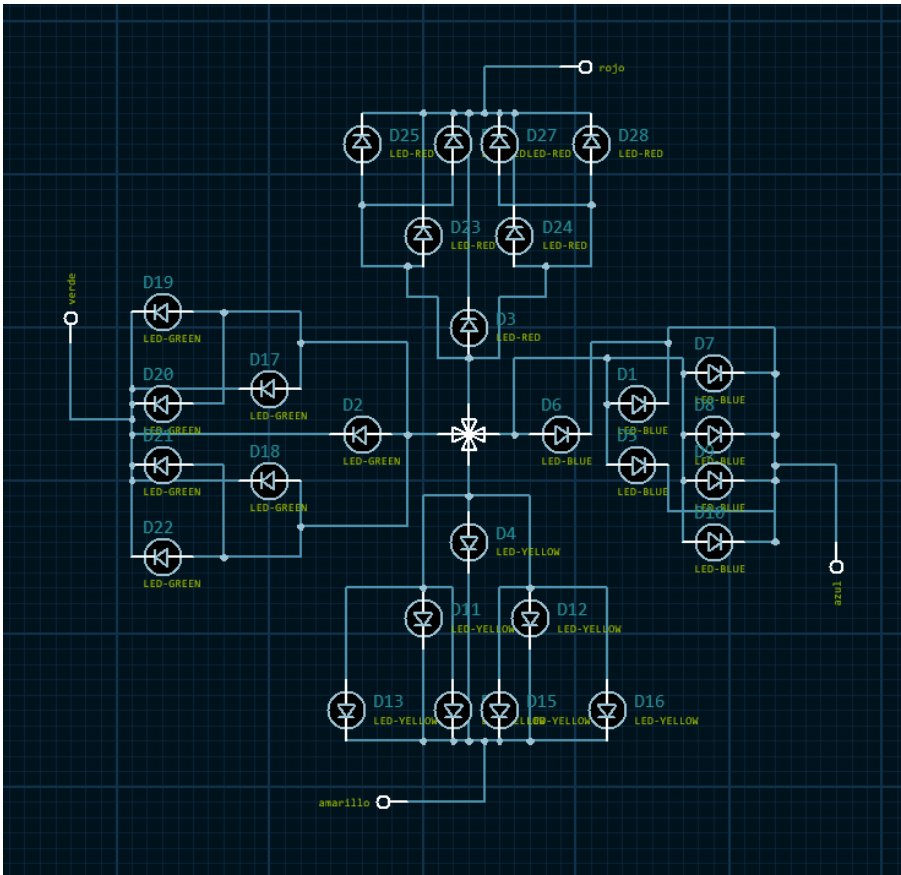 rojo
D25
LED-RED
D27
LED-RED
D28
LED-RED
D23
LED-RED
D24
LED-RED
D3
LED-RED
verde
D19
LED-GREEN
D17
LED-GREEN
D20
LED-GREEN
D2
LED-GREEN
D21
LED-GREEN
D18
LED-GREEN
D22
LED-GREEN
D7
LED-BLUE
D1
LED-BLUE
D8
LED-BLUE
D6
LED-BLUE
D5
LED-BLUE
D9
LED-BLUE
D10
LED-BLUE
azul
D4
LED-YELLOW
D11
LED-YELLOW
D12
LED-YELLOW
D13
LED-YELLOW
D15
LED-YELLOW
D16
LED-YELLOW
amarillo